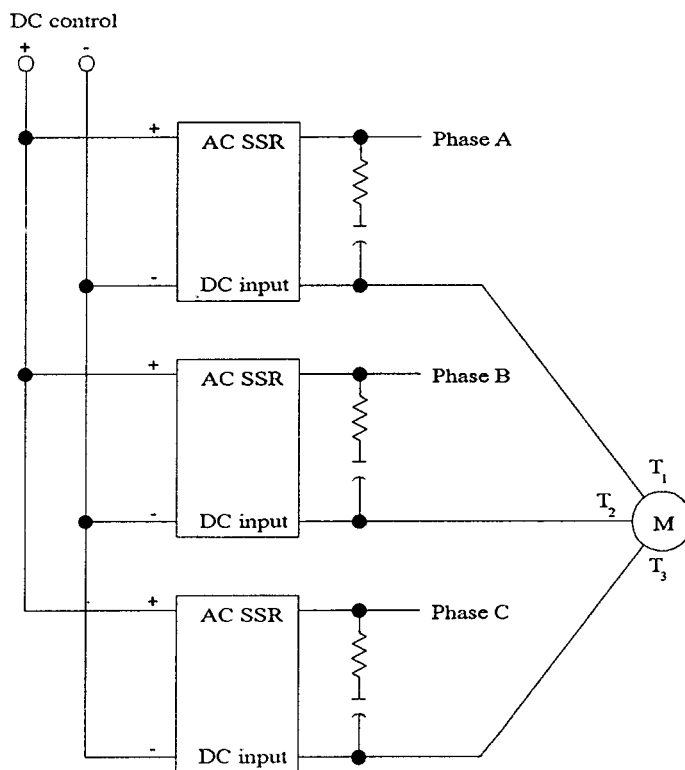 DC control
+ -
+ AC SSR Phase A
- DC input
+ AC SSR Phase B
- DC input
T1
T2 M
T3
+ AC SSR Phase C
- DC input